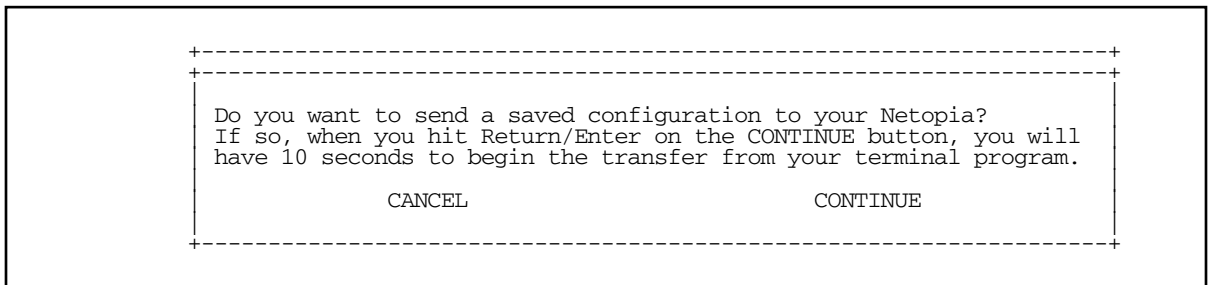 +--------------------------------------------------------------------+
+--------------------------------------------------------------------+
Do you want to send a saved configuration to your Netopia?
If so, when you hit Return/Enter on the CONTINUE button, you will
have 10 seconds to begin the transfer from your terminal program.
CANCEL CONTINUE
+--------------------------------------------------------------------+